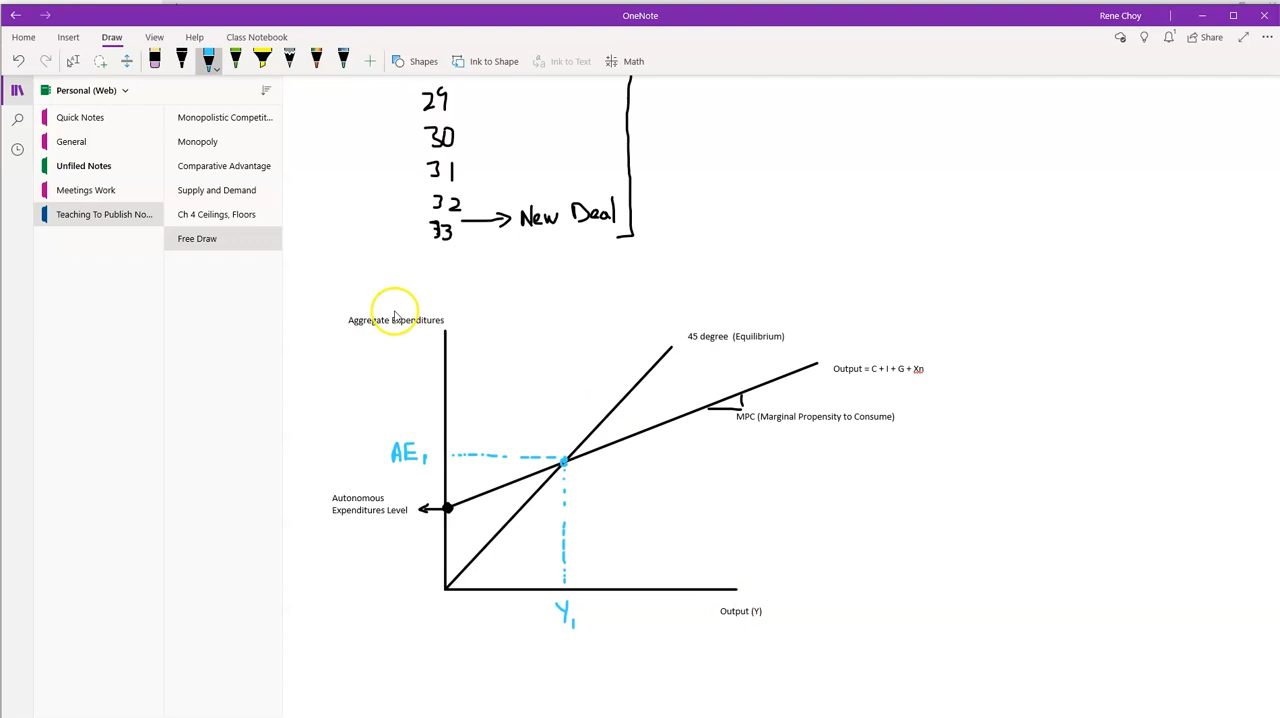 OneNote
Rene Choy
Home Insert Draw View Help Class Notebook
Share
Shapes Ink to Shape Ink to Text Math
Personal (Web)
Quick Notes
General
Unfiled Notes
Meetings Work
Teaching To Publish No...
Monopolistic Competit...
Monopoly
Comparative Advantage
Supply and Demand
Ch 4 Ceilings, Floors
Free Draw
29
30
31
32
33 → New Deal
Aggregate Expenditures
45 degree (Equilibrium)
Output = C + I + G + Xn
MPC (Marginal Propensity to Consume)
AE1
Autonomous
Expenditures Level
Y1
Output (Y)